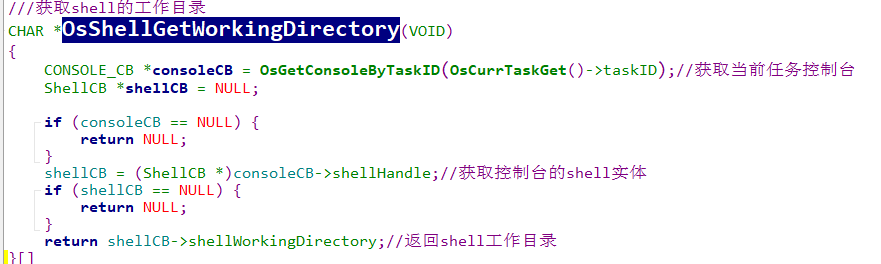 ///获取shell的工作目录
CHAR *OsShellGetWorkingDirectory(VOID)
{
    CONSOLE_CB *consoleCB = OsGetConsoleByTaskID(OsCurrTaskGet()->taskID);//获取当前任务控制台
    ShellCB *shellCB = NULL;

    if (consoleCB == NULL) {
        return NULL;
    }
    shellCB = (ShellCB *)consoleCB->shellHandle;//获取控制台的shell实体
    if (shellCB == NULL) {
        return NULL;
    }
    return shellCB->shellWorkingDirectory;//返回shell工作目录
}[]